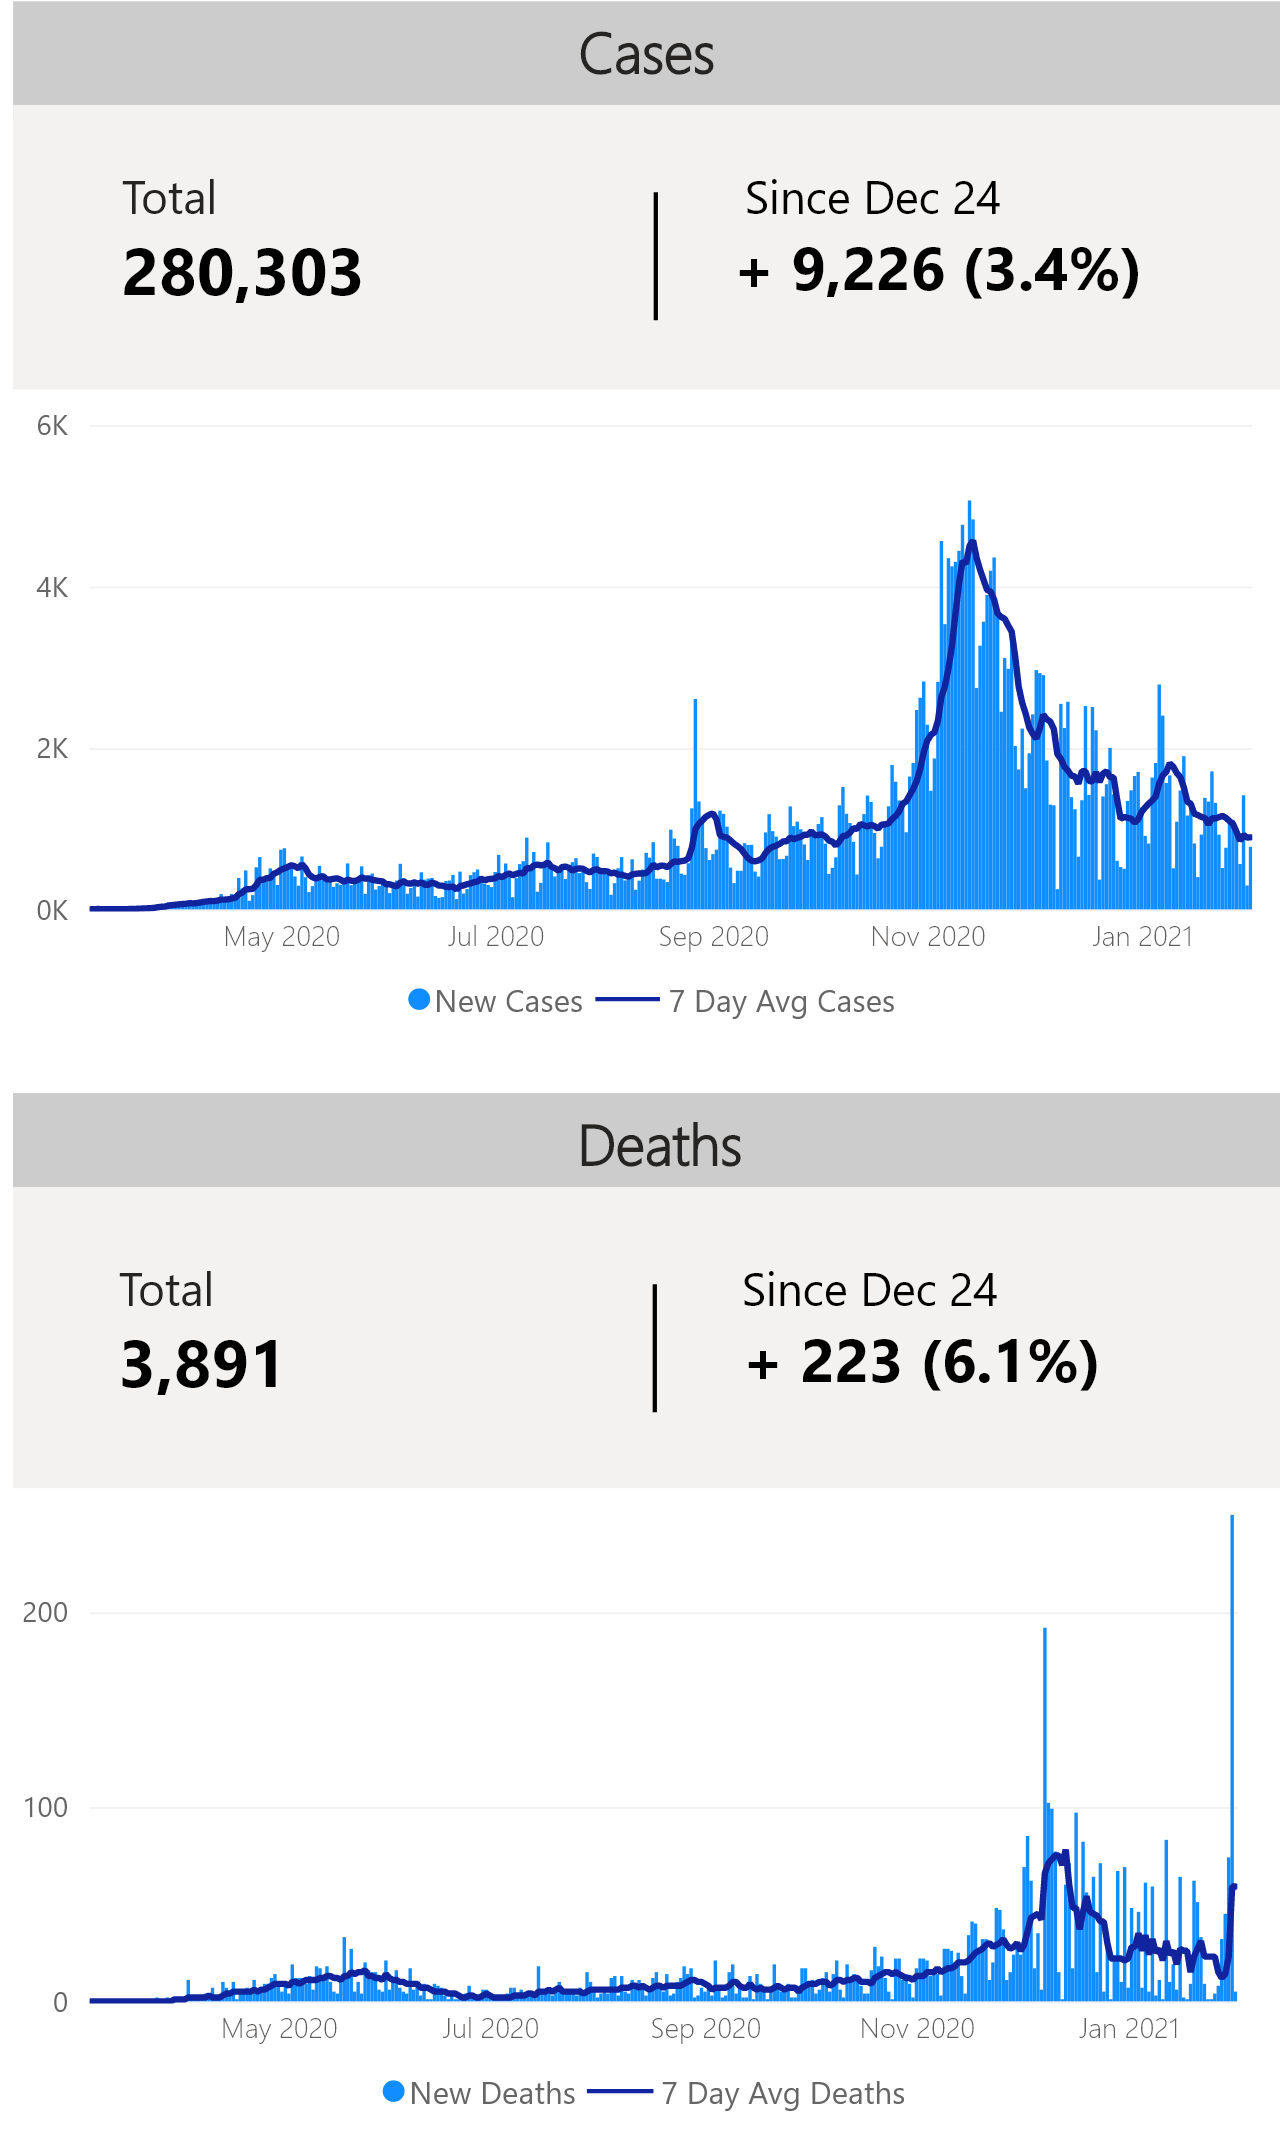 Cases
Total
Since Dec 24
280,303
+ 9,226 (3.4%)
6K
4K
2K
0K
May 2020
Jul 2020
Sep 2020
Nov 2020
Jan 2021
New Cases
7 Day Avg Cases
Deaths
Total
Since Dec 24
3,891
+ 223 (6.1%)
200
100
0
May 2020
Jul 2020
Sep 2020
Nov 2020
Jan 2021
New Deaths
7 Day Avg Deaths